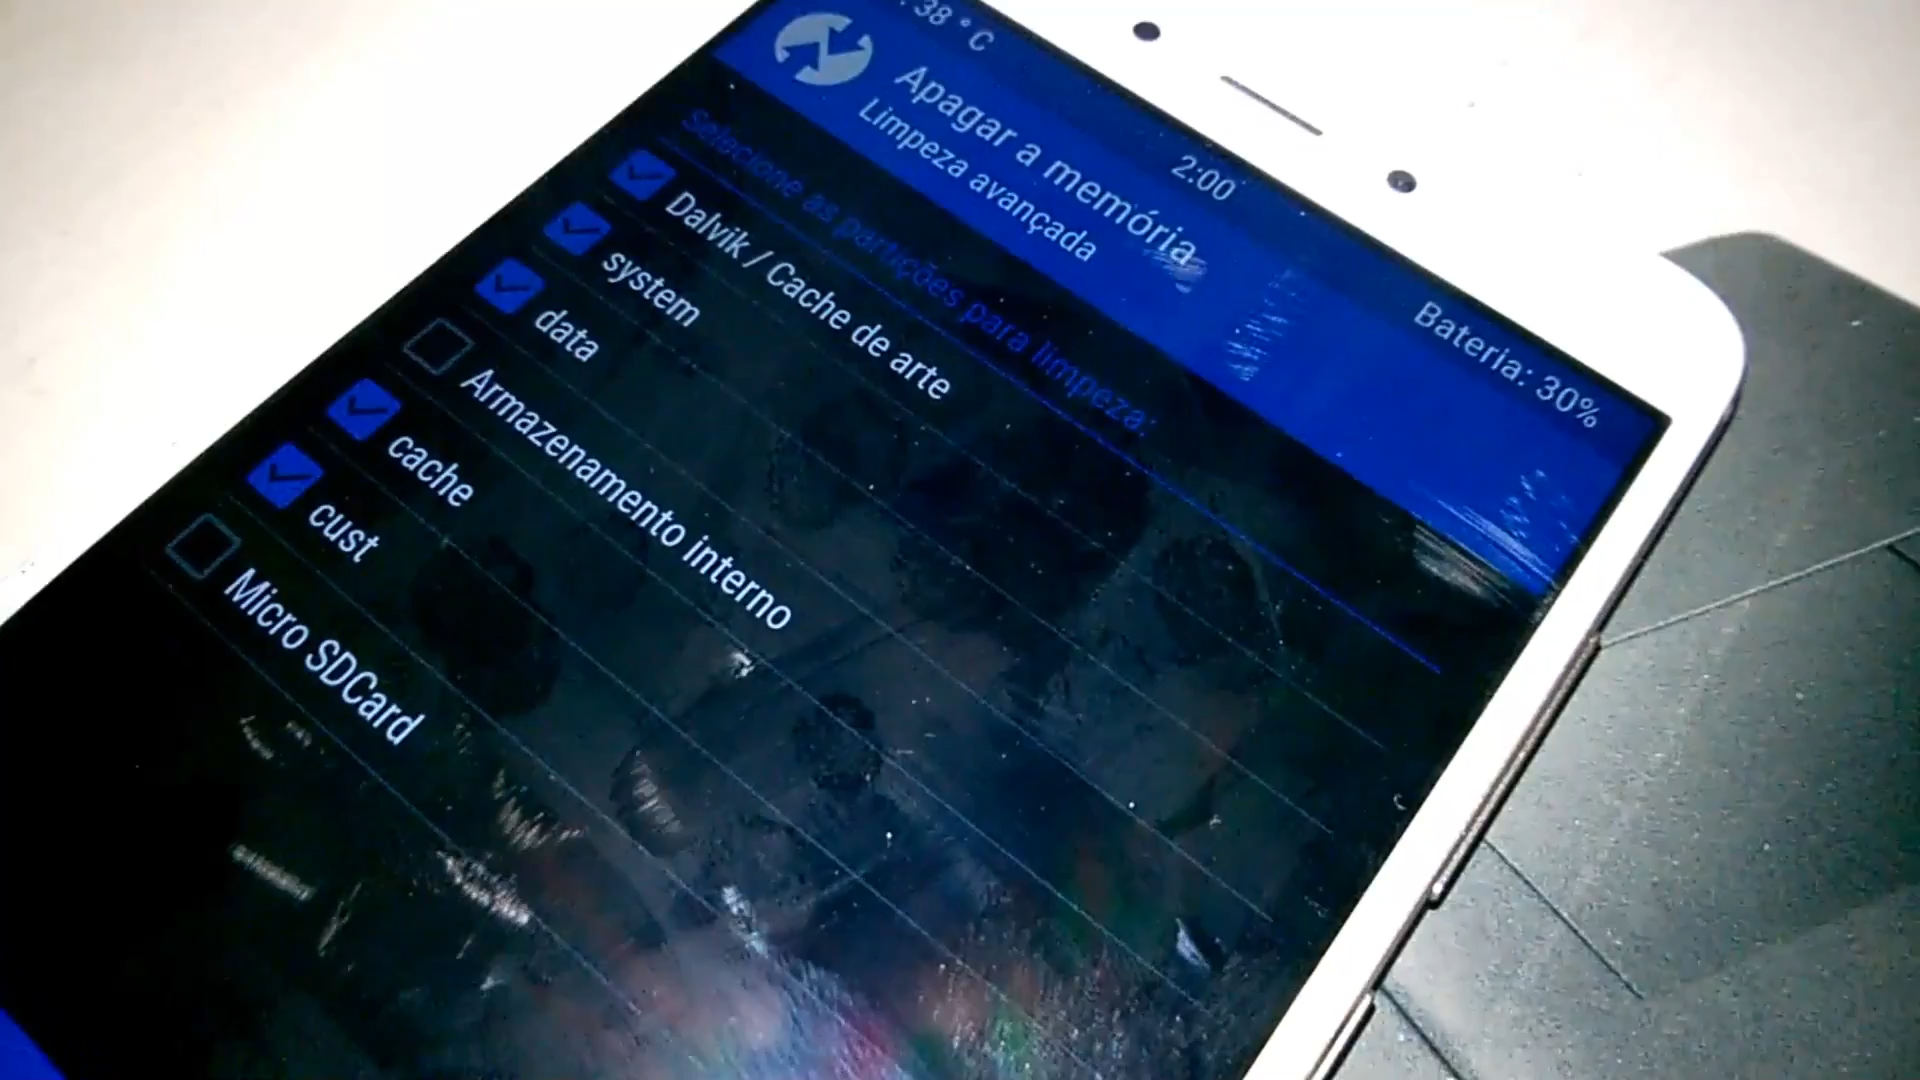 38 °C
2:00
Bateria: 30%
Apagar a memória
Limpeza avançada
Selecione as partições para limpeza:
Dalvik / Cache de arte
system
data
Armazenamento interno
cache
cust
Micro SDCard